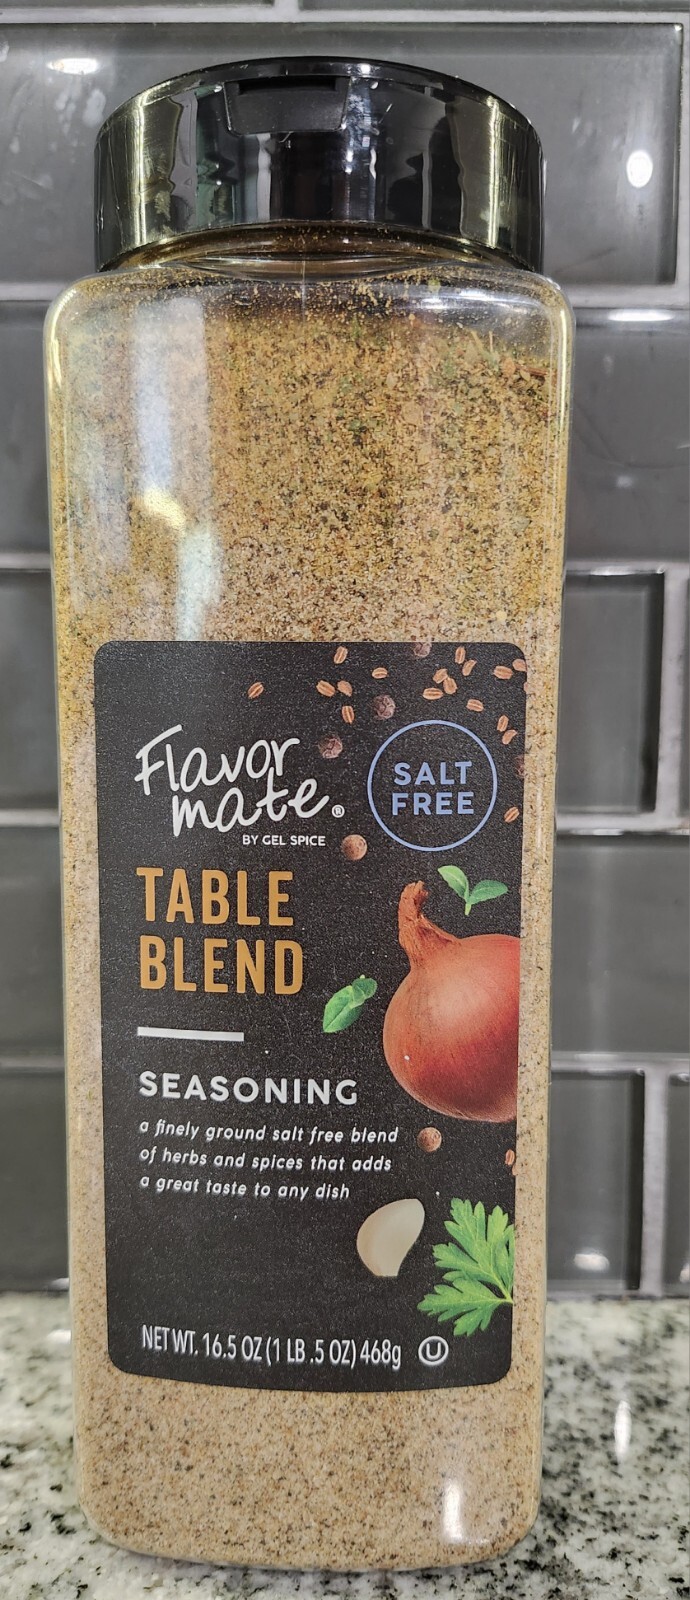 Flavor
mate®
BY GEL SPICE
SALT
FREE
TABLE
BLEND
SEASONING
a finely ground salt free blend
of herbs and spices that adds
a great taste to any dish
NET WT. 16.5 OZ (1 LB .5 OZ) 468g U